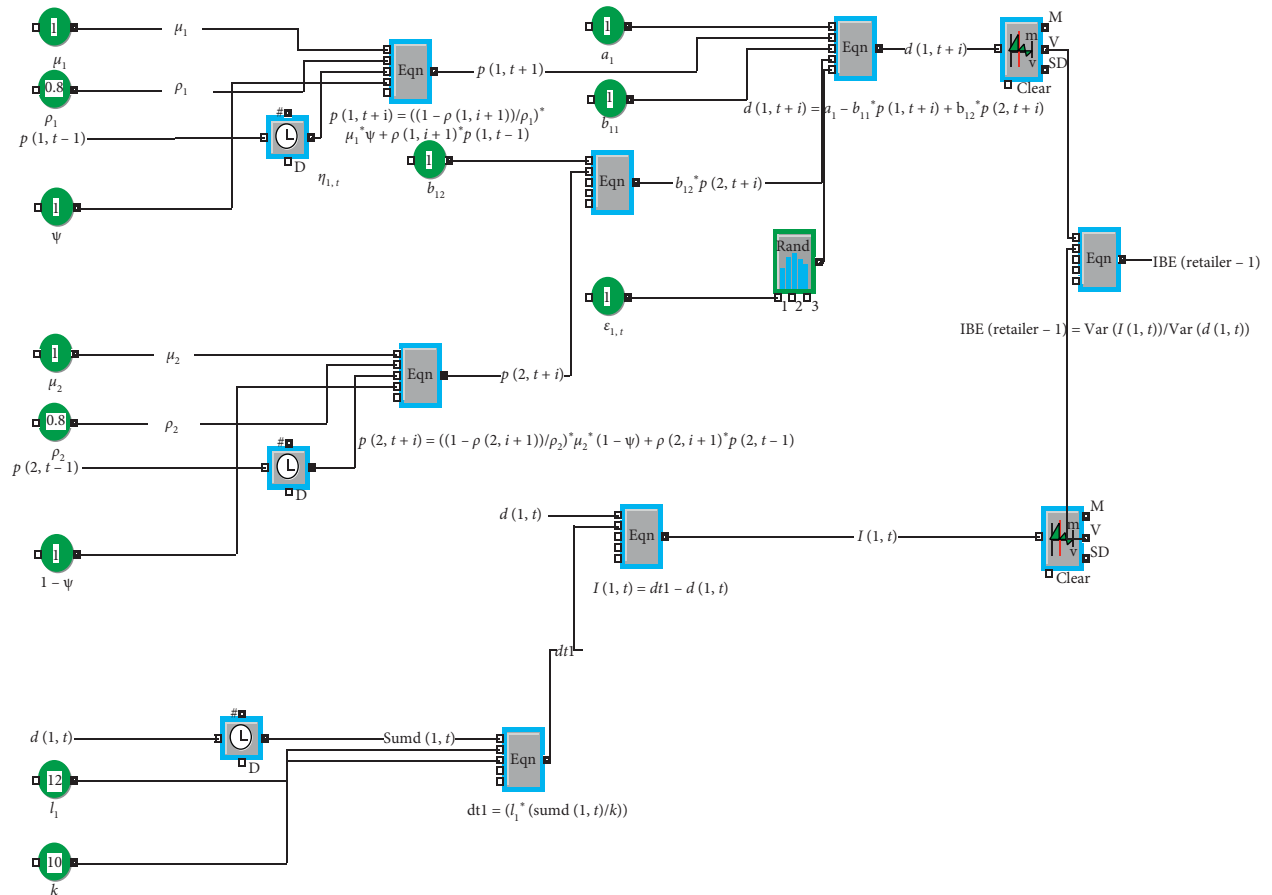 1
μ₁
μ₁
0.8
ρ₁
ρ₁
Eqn
p (1, t + 1)
p (1, t + i) = ((1 – ρ (1, i + 1))/ρ₁)*
μ₁*ψ + ρ (1, i + 1)*p (1, t – 1)
p (1, t – 1)
#
D
η₁,ₜ
1
ψ
1
a₁
1
b₁₁
1
b₁₂
Eqn
b₁₂*p (2, t + i)
Eqn
d (1, t + i)
d (1, t + i) = a₁ – b₁₁*p (1, t + i) + b₁₂*p (2, t + i)
m
v
M
V
SD
Clear
Rand
1 2 3
1
ε₁,ₜ
Eqn
IBE (retailer – 1)
IBE (retailer – 1) = Var (I (1, t))/Var (d (1, t))
1
μ₂
μ₂
0.8
ρ₂
ρ₂
Eqn
p (2, t + i)
p (2, t + i) = ((1 – ρ (2, i + 1))/ρ₂)*μ₂*(1 – ψ) + ρ (2, i + 1)*p (2, t – 1)
p (2, t – 1)
#
D
1
1 – ψ
d (1, t)
Eqn
I (1, t)
I (1, t) = dt1 – d (1, t)
m
v
M
V
SD
Clear
dt1
d (1, t)
#
D
Sumd (1, t)
Eqn
dt1 = (l₁*(sumd (1, t)/k))
12
l₁
10
k